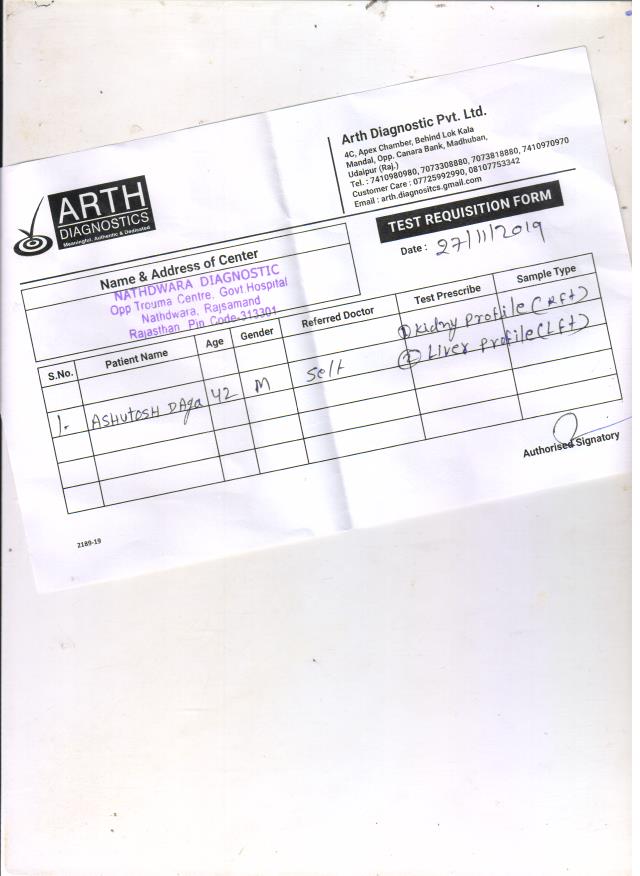 ARTH
DIAGNOSTICS
Meaningful, Authentic & Dedicated
Arth Diagnostic Pvt. Ltd.
4C, Apex Chamber, Behind Lok Kala
Mandal, Opp. Canara Bank, Madhuban,
Udaipur (Raj.)
Tel. : 7410980980, 7073308880, 7073818880, 7410970970
Customer Care : 07725992990, 08107753342
Email : arth.diagnositcs.gmail.com
TEST REQUISITION FORM
Date : 27/11/2019
Name & Address of Center
NATHDWARA DIAGNOSTIC
Opp Trouma Centre, Govt.Hospital
Nathdwara, Rajsamand
Rajasthan Pin Code-313301
S.No. Patient Name Age Gender Referred Doctor Test Prescribe Sample Type
① Kidny Profile (Rft)
② Liver Profile (Lft)
1. ASHUTOSH DAga 42 M Self
Authorised Signatory
2189-19